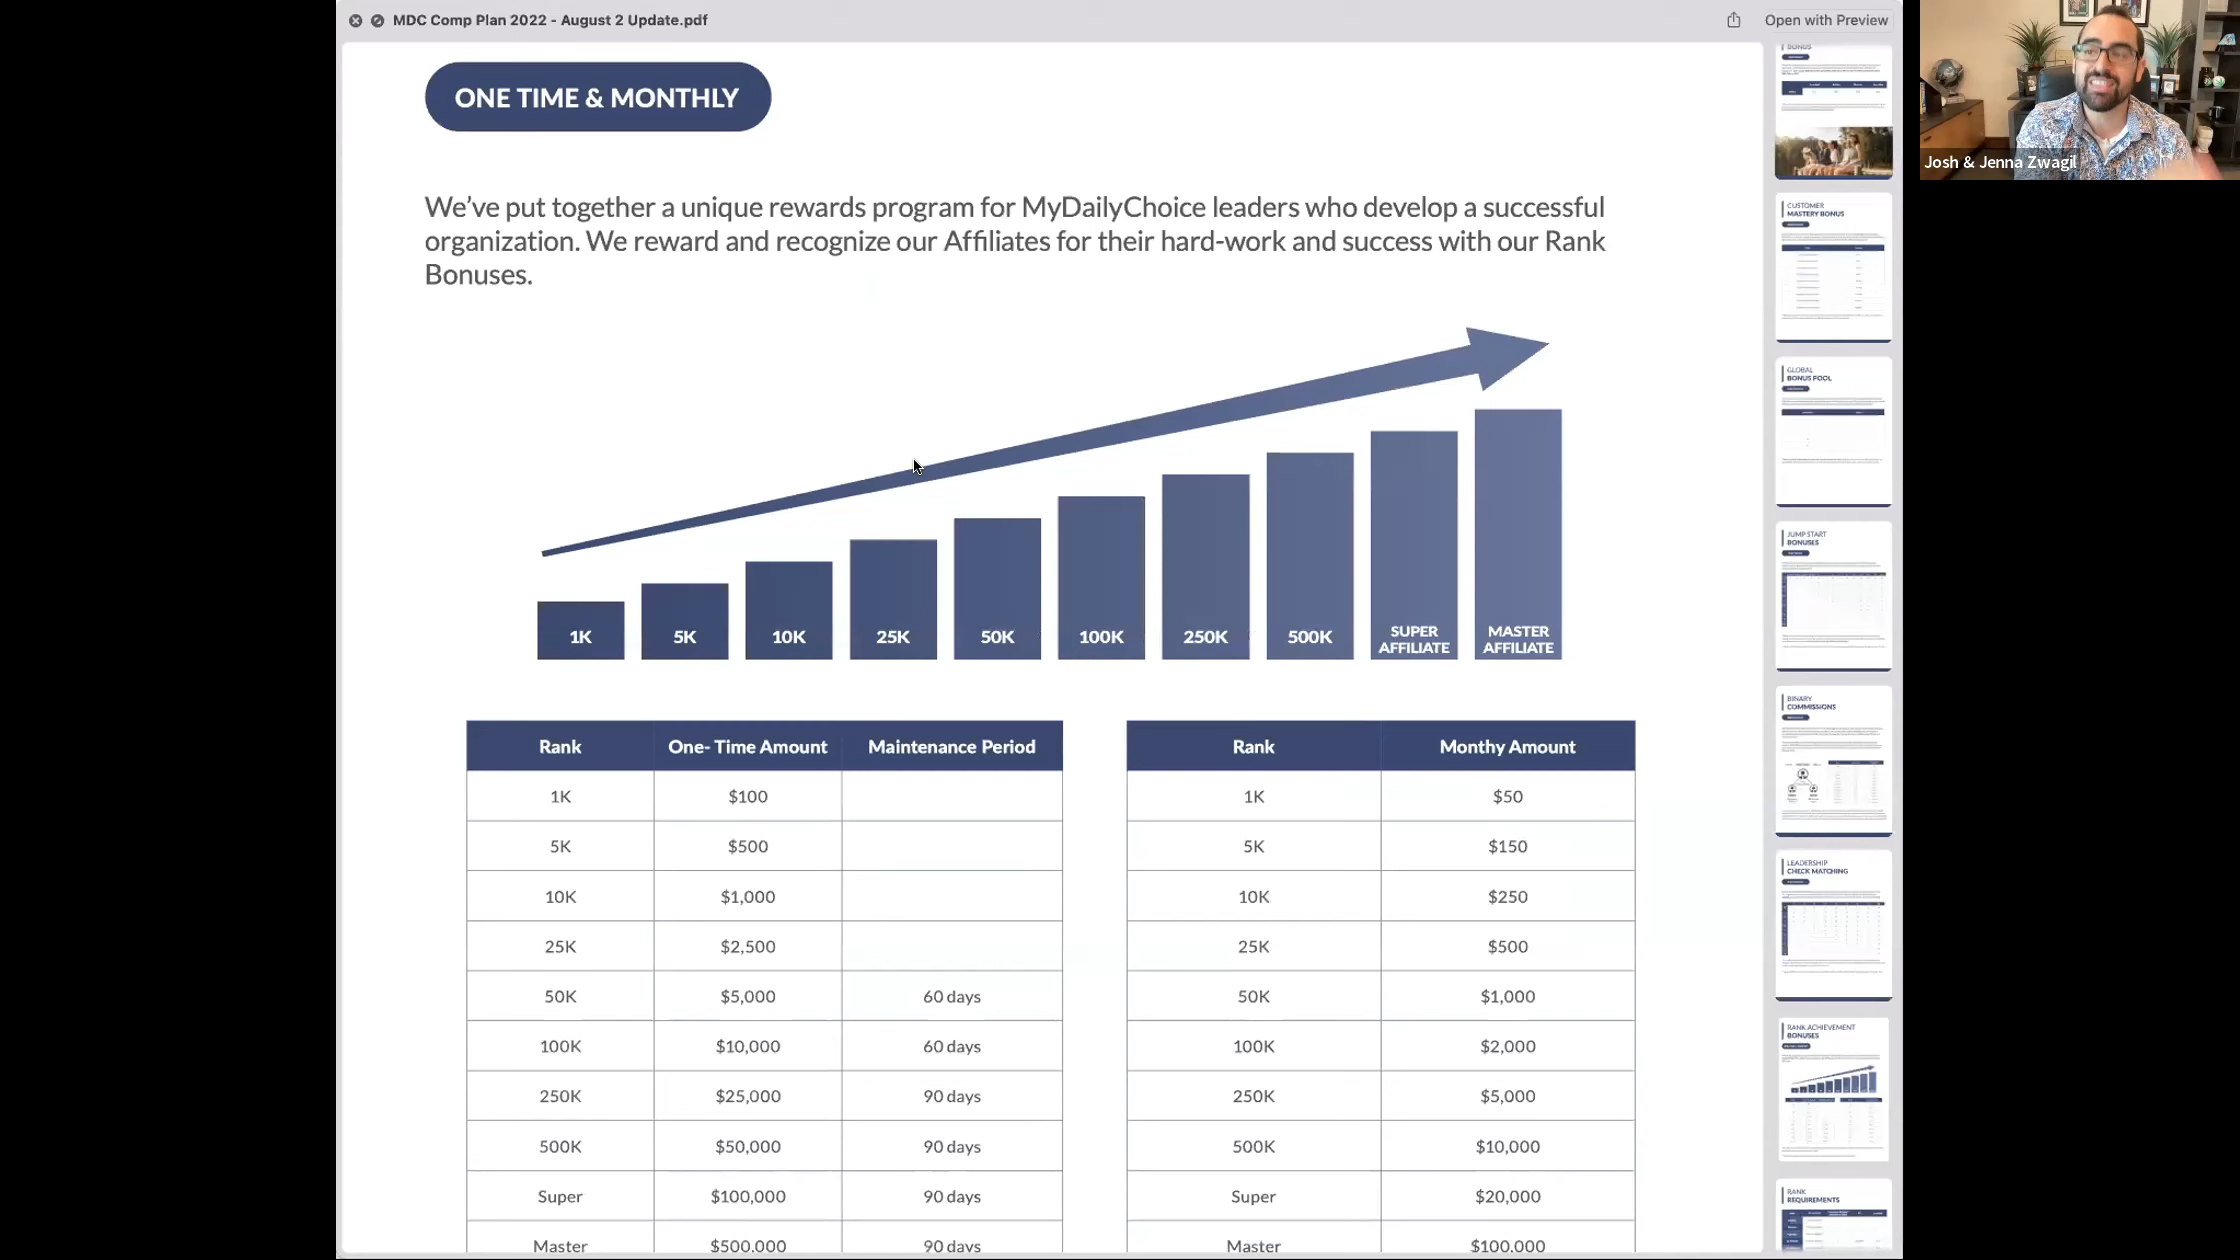 MDC Comp Plan 2022 - August 2 Update.pdf
Open with Preview
ONE TIME & MONTHLY
We’ve put together a unique rewards program for MyDailyChoice leaders who develop a successful
organization. We reward and recognize our Affiliates for their hard-work and success with our Rank
Bonuses.
1K 5K 10K 25K 50K 100K 250K 500K SUPER AFFILIATE MASTER AFFILIATE
Rank One- Time Amount Maintenance Period
1K $100
5K $500
10K $1,000
25K $2,500
50K $5,000 60 days
100K $10,000 60 days
250K $25,000 90 days
500K $50,000 90 days
Super $100,000 90 days
Master $500,000 90 days
Rank Monthy Amount
1K $50
5K $150
10K $250
25K $500
50K $1,000
100K $2,000
250K $5,000
500K $10,000
Super $20,000
Master $100,000
BONUS
CUSTOMER
MASTERY BONUS
GLOBAL
BONUS POOL
JUMP START
BONUSES
BINARY
COMMISSIONS
LEADERSHIP
CHECK MATCHING
RANK ACHIEVEMENT
BONUSES
RANK
REQUIREMENTS
Josh & Jenna Zwagil